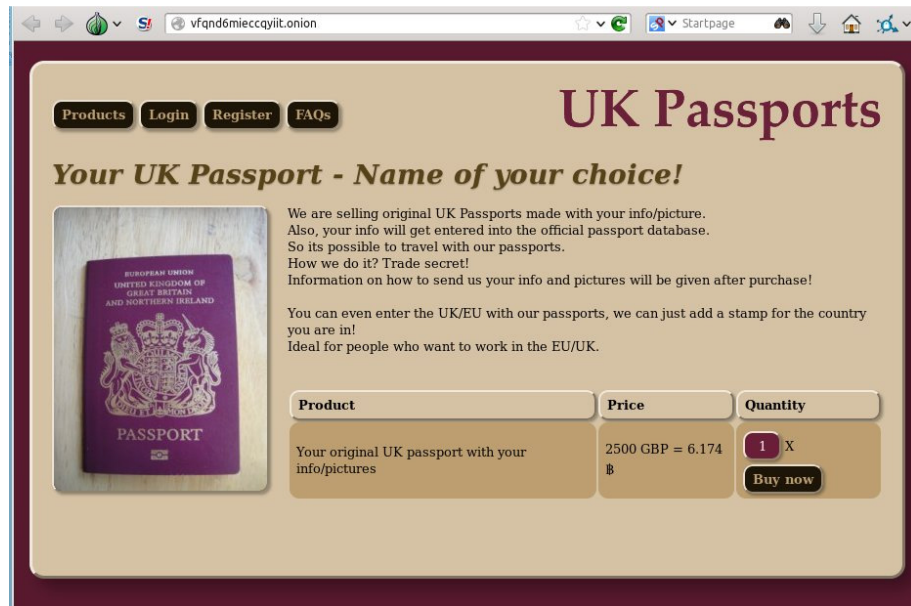 vfqnd6mieccqyiit.onion
Startpage
Products Login Register FAQs
UK Passports
Your UK Passport - Name of your choice!
We are selling original UK Passports made with your info/picture.
Also, your info will get entered into the official passport database.
So its possible to travel with our passports.
How we do it? Trade secret!
Information on how to send us your info and pictures will be given after purchase!
You can even enter the UK/EU with our passports, we can just add a stamp for the country
you are in!
Ideal for people who want to work in the EU/UK.
EUROPEAN UNION
UNITED KINGDOM OF
GREAT BRITAIN
AND NORTHERN IRELAND
PASSPORT
Product Price Quantity
Your original UK passport with your
info/pictures
2500 GBP = 6.174
฿
1 X
Buy now